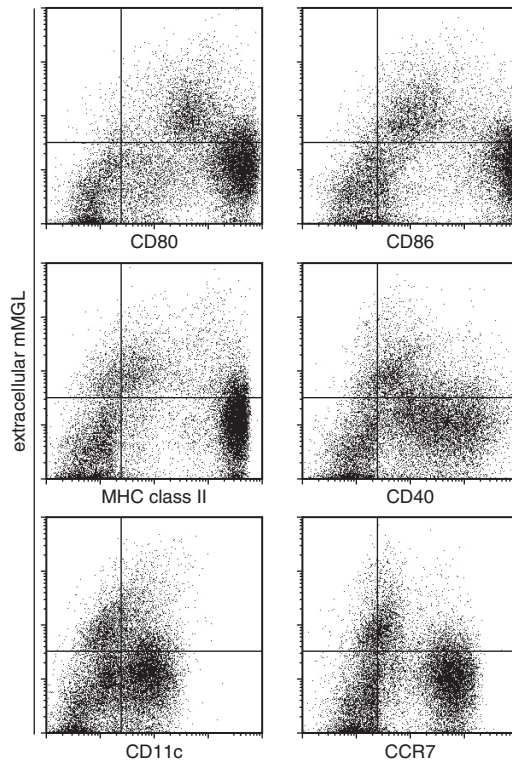 extracellular mMGL
CD80
CD86
MHC class II
CD40
CD11c
CCR7